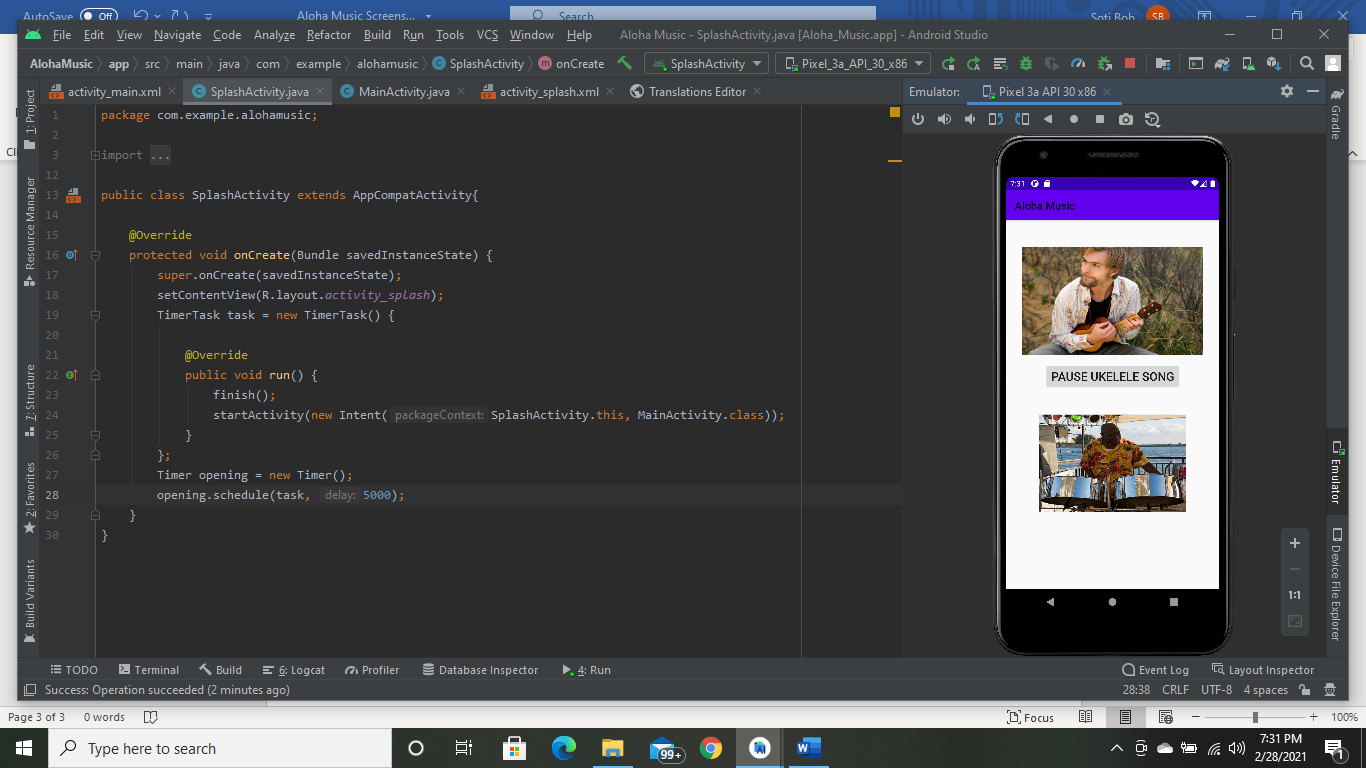 AutoSave Off Aloha Music Screens... Search Soti Rob SB
File Edit View Navigate Code Analyze Refactor Build Run Tools VCS Window Help Aloha Music - SplashActivity.java [Aloha_Music.app] - Android Studio
AlohaMusic app src main java com example alohamusic SplashActivity onCreate SplashActivity Pixel_3a_API_30_x86
activity_main.xml SplashActivity.java MainActivity.java activity_splash.xml Translations Editor
Emulator: Pixel 3a API 30 x86
1: Project
Resource Manager
7: Structure
2: Favorites
Build Variants
1 package com.example.alohamusic;
2
3 import ...
12
13 public class SplashActivity extends AppCompatActivity{
14
15 @Override
16 protected void onCreate(Bundle savedInstanceState) {
17 super.onCreate(savedInstanceState);
18 setContentView(R.layout.activity_splash);
19 TimerTask task = new TimerTask() {
20
21 @Override
22 public void run() {
23 finish();
24 startActivity(new Intent( packageContext: SplashActivity.this, MainActivity.class));
25 }
26 };
27 Timer opening = new Timer();
28 opening.schedule(task, delay: 5000);
29 }
30 }
7:31
Aloha Music
PAUSE UKELELE SONG
1:1
Gradle
Emulator
Device File Explorer
TODO Terminal Build 6: Logcat Profiler Database Inspector 4: Run Event Log Layout Inspector
Success: Operation succeeded (2 minutes ago) 28:38 CRLF UTF-8 4 spaces
Page 3 of 3 0 words Focus 100%
Type here to search 99+ 7:31 PM
2/28/2021 1